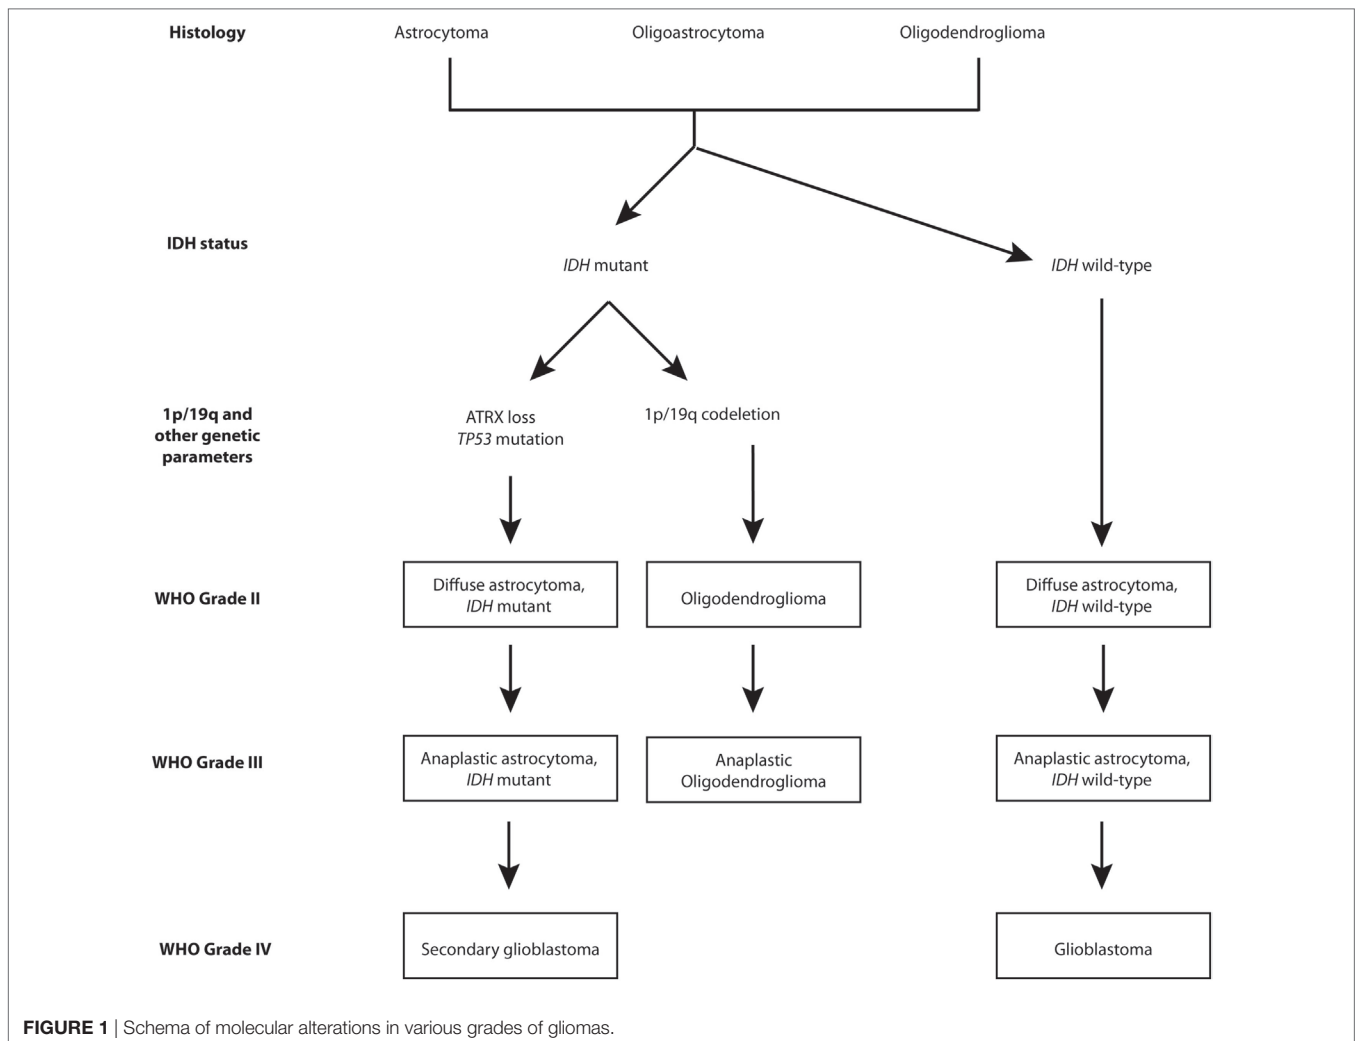 Histology
Astrocytoma
Oligoastrocytoma
Oligodendroglioma
IDH status
IDH mutant
IDH wild-type
1p/19q and
other genetic
parameters
ATRX loss
TP53 mutation
1p/19q codeletion
WHO Grade II
Diffuse astrocytoma,
IDH mutant
Oligodendroglioma
Diffuse astrocytoma,
IDH wild-type
WHO Grade III
Anaplastic astrocytoma,
IDH mutant
Anaplastic
Oligodendroglioma
Anaplastic astrocytoma,
IDH wild-type
WHO Grade IV
Secondary glioblastoma
Glioblastoma
FIGURE 1 | Schema of molecular alterations in various grades of gliomas.